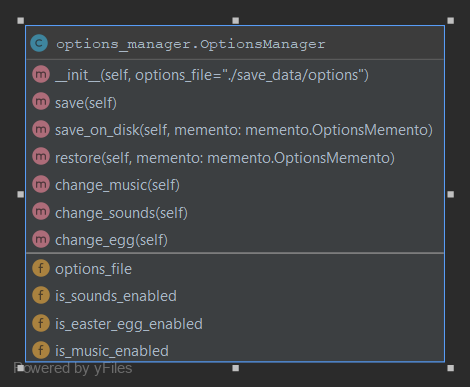 C options_manager.OptionsManager
m __init__(self, options_file="./save_data/options")
m save(self)
m save_on_disk(self, memento: memento.OptionsMemento)
m restore(self, memento: memento.OptionsMemento)
m change_music(self)
m change_sounds(self)
m change_egg(self)
f options_file
f is_sounds_enabled
f is_easter_egg_enabled
f is_music_enabled
Powered by yFiles